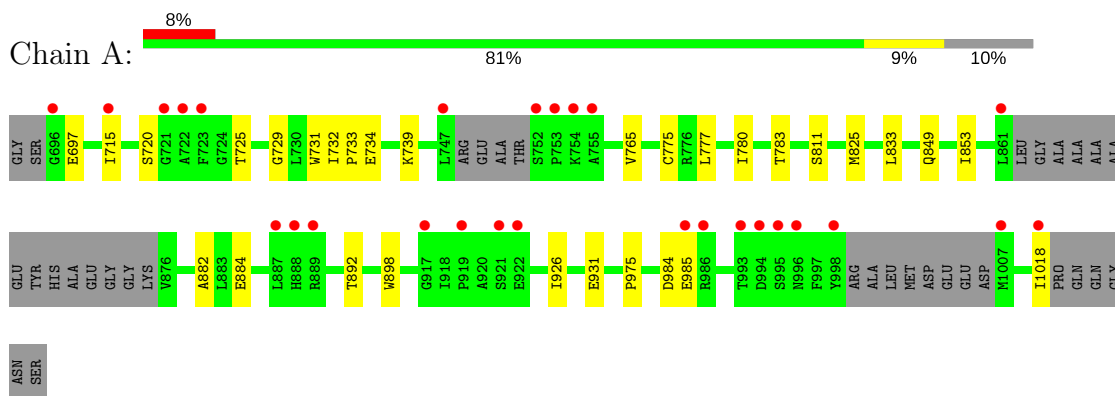 8%
Chain A:
81% 9% 10%
GLY SER G696 E697 I715 S720 G721 A722 F723 G724 T725 G729 L730 W731 I732 P733 E734 K739 L747 ARG GLU ALA THR S752 P753 K754 A755 V765 C775 R776 L777 I780 T783 S811 M825 L833 Q849 I853 L861 LEU GLY ALA ALA ALA ALA
GLU TYR HIS ALA GLU GLY GLY LYS V876 A882 L883 E884 L887 H888 R889 T892 W898 G917 I918 P919 A920 S921 E922 I926 E931 P975 D984 E985 R986 T993 D994 S995 N996 F997 Y998 ARG ALA LEU MET ASP GLU GLU ASP M1007 I1018 PRO GLN GLN GLY
ASN SER